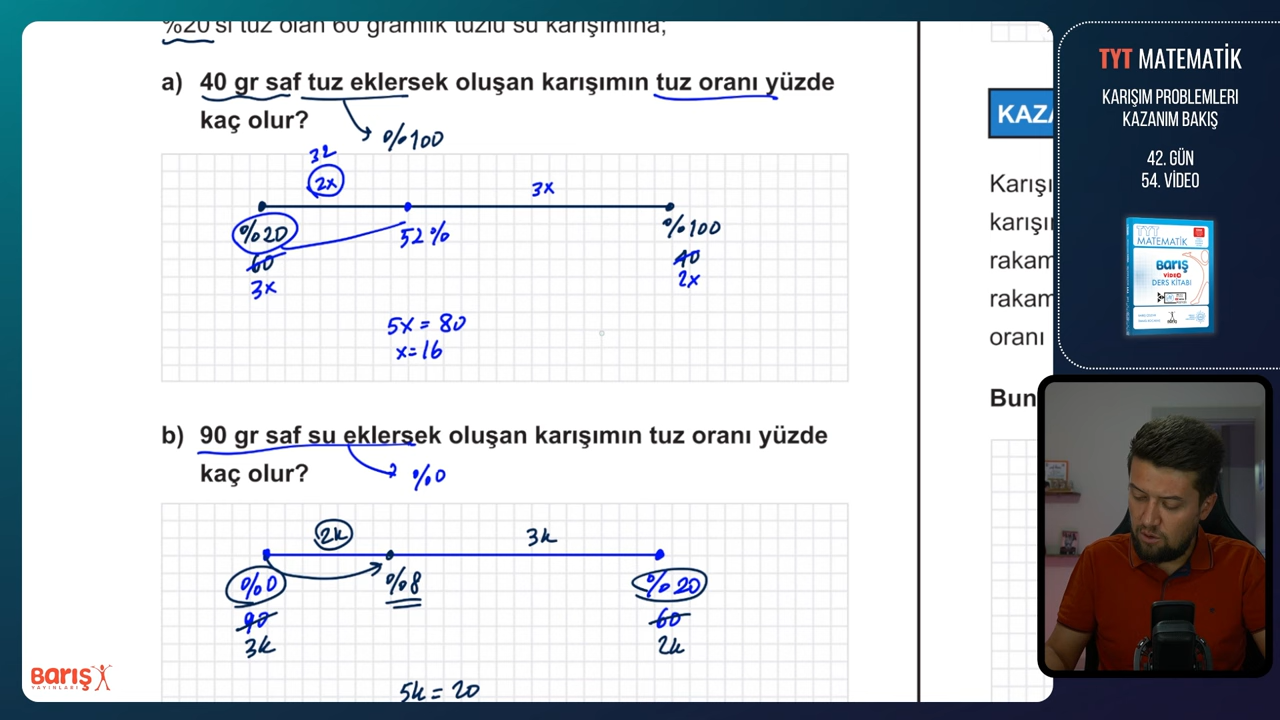 %20'si tuz olan 60 gramlık tuzlu su karışımına;
a) 40 gr saf tuz eklersek oluşan karışımın tuz oranı yüzde
kaç olur?
%100
32
2x
3x
%20
52%
%100
60
40
3x
2x
5x = 80
x=16
b) 90 gr saf su eklersek oluşan karışımın tuz oranı yüzde
kaç olur?
%0
2k
3k
%0
%8
%20
90
60
3k
2k
5k = 20
BARIŞ
YAYINLARI
KAZA
Karışı
karışı
rakam
rakam
oranı
Bun
TYT MATEMATİK
KARIŞIM PROBLEMLERI
KAZANIM BAKIŞ
42. GÜN
54. VİDEO
TYT
MATEMATİK
BARIŞ
VİDEO
DERS KİTABI